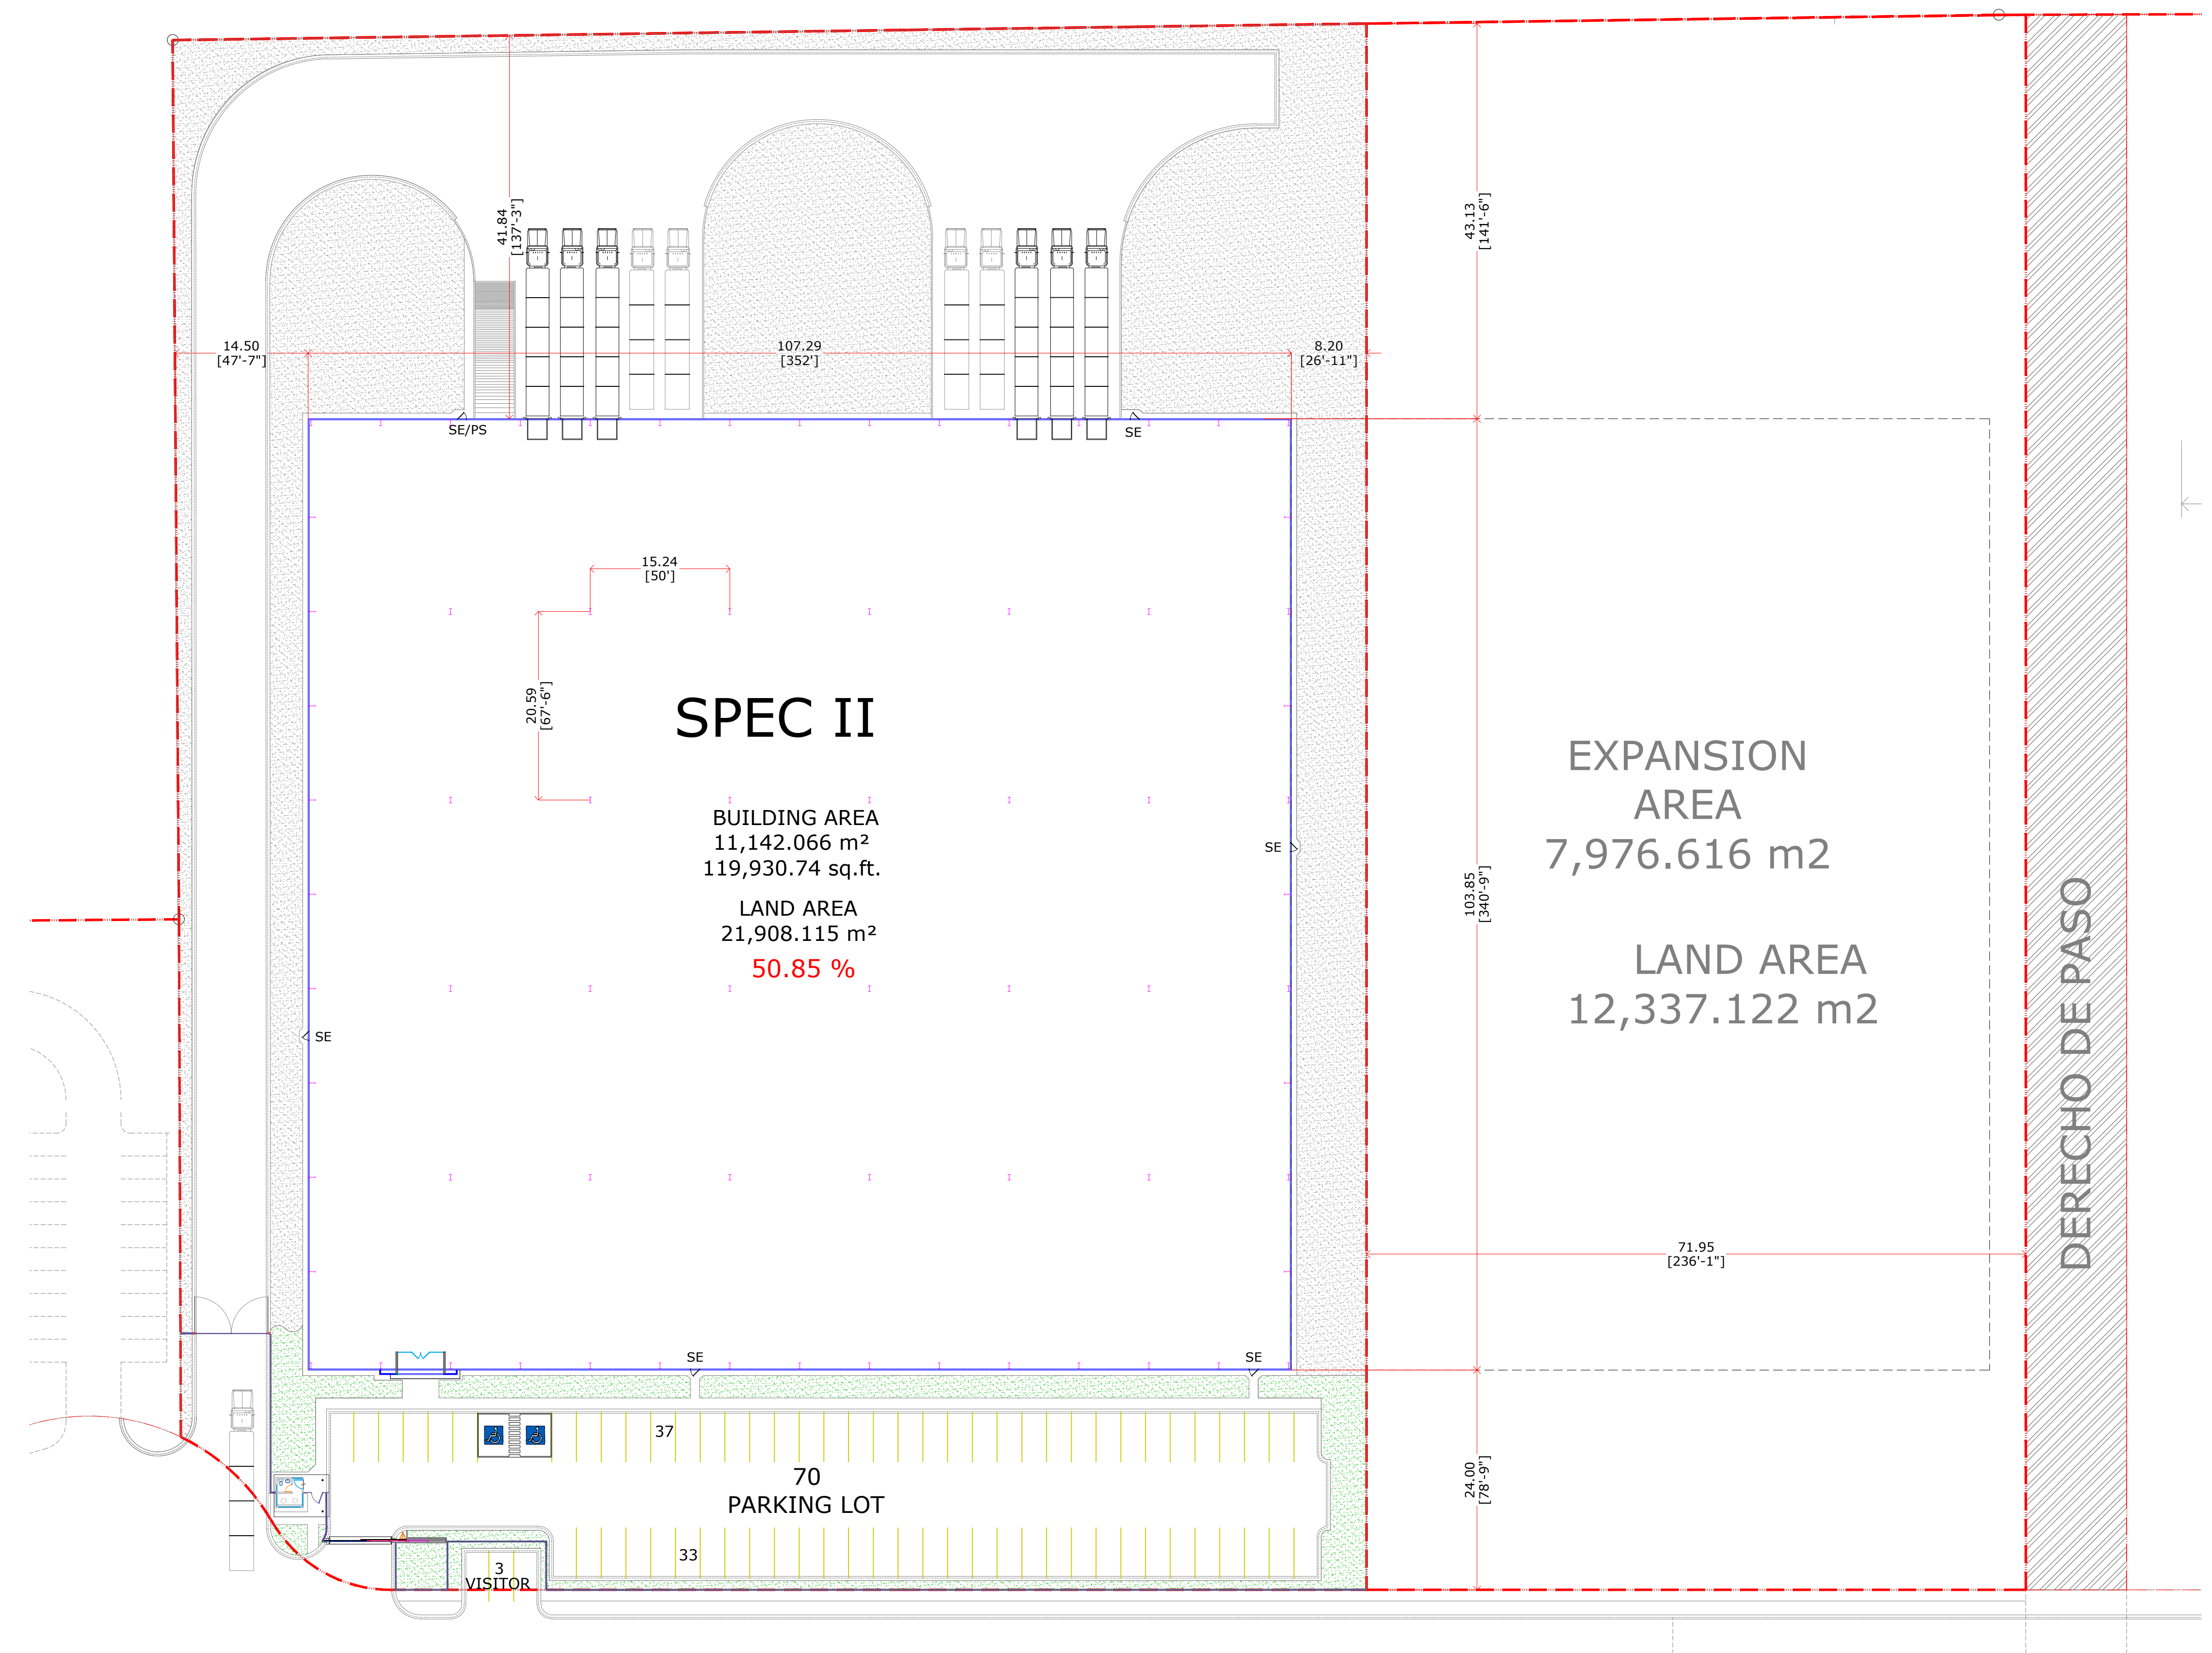 41.84
[137'-3"]
43.13
[141'-6"]
14.50
[47'-7"]
107.29
[352']
8.20
[26'-11"]
SE/PS
SE
15.24
[50']
20.59
[67'-6"]
SPEC II
BUILDING AREA
11,142.066 m²
119,930.74 sq.ft.
LAND AREA
21,908.115 m²
50.85 %
SE
SE
EXPANSION
AREA
7,976.616 m2
LAND AREA
12,337.122 m2
103.85
[340'-9"]
DERECHO DE PASO
71.95
[236'-1"]
SE
SE
37
70
PARKING LOT
33
3
VISITOR
24.00
[78'-9"]